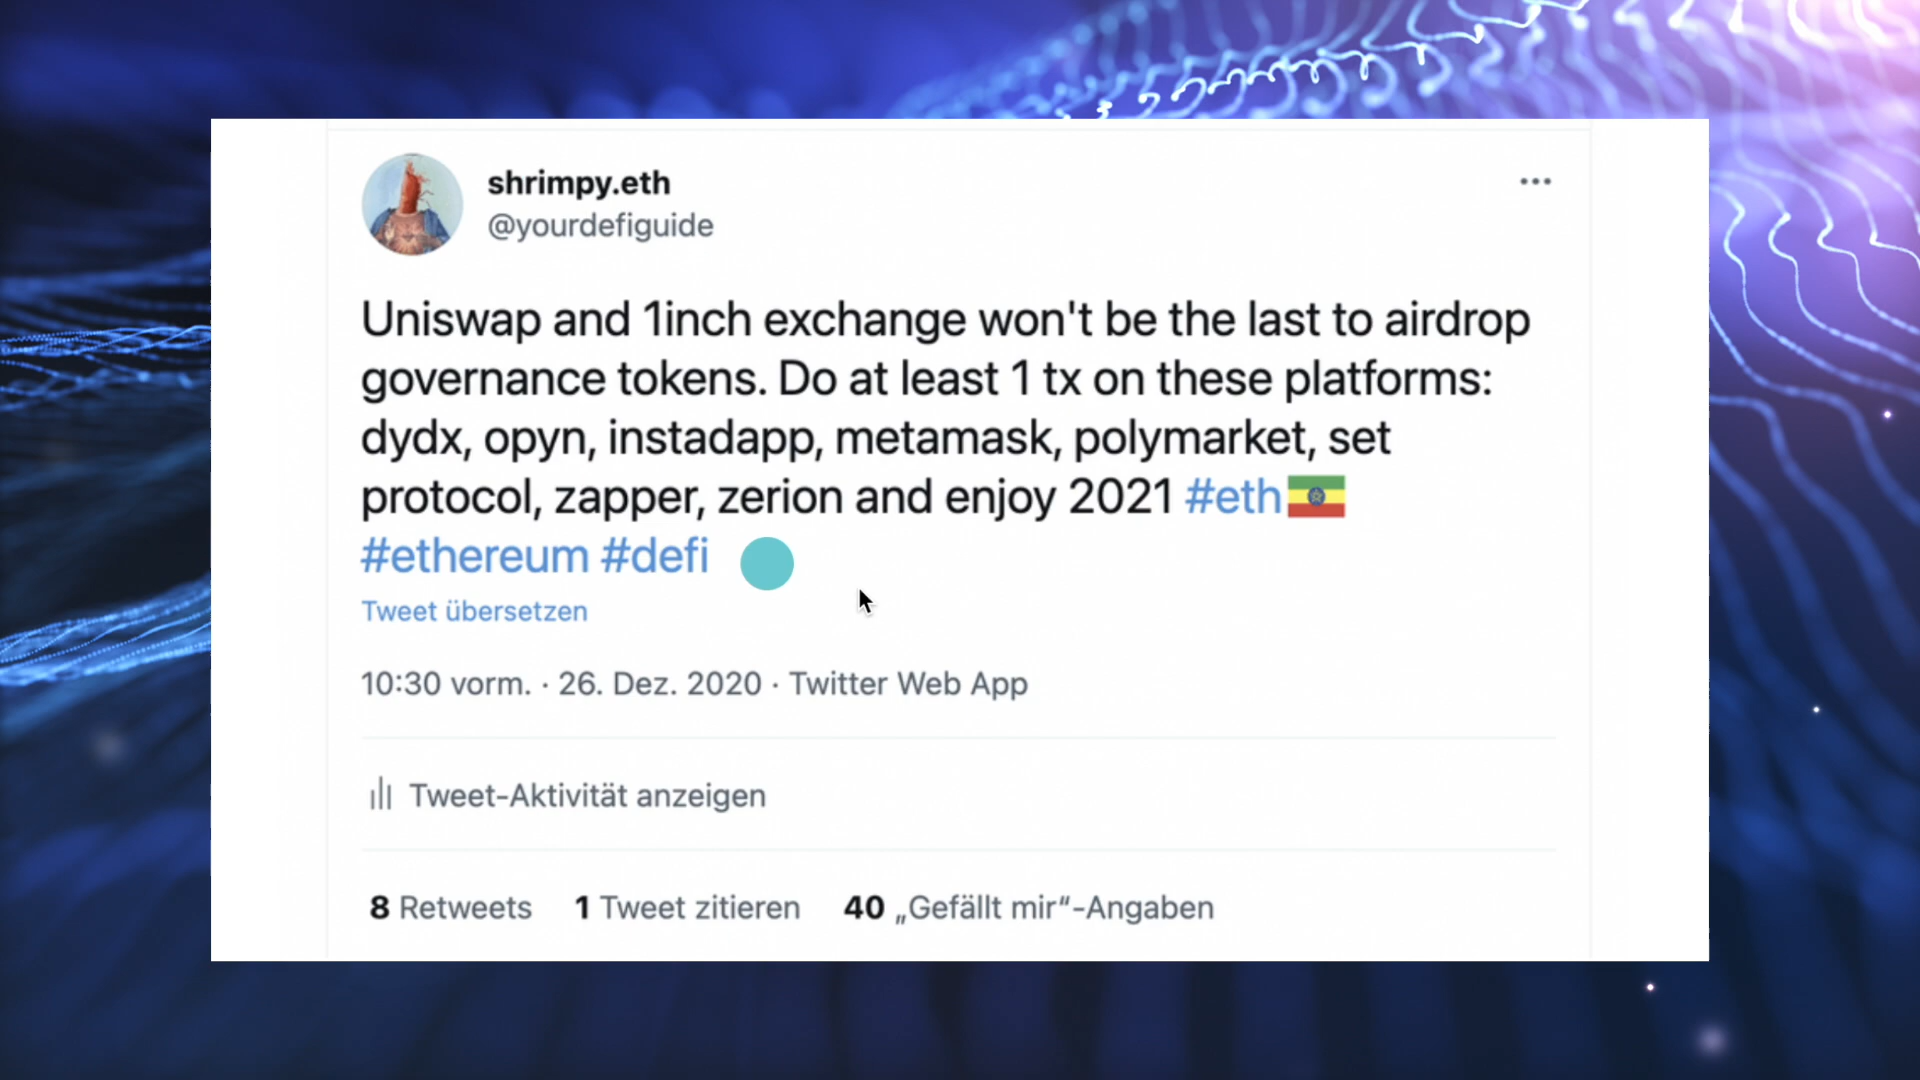 shrimpy.eth
@yourdefiguide
Uniswap and 1inch exchange won't be the last to airdrop
governance tokens. Do at least 1 tx on these platforms:
dydx, opyn, instadapp, metamask, polymarket, set
protocol, zapper, zerion and enjoy 2021 #eth
#ethereum #defi
Tweet übersetzen
10:30 vorm. · 26. Dez. 2020 · Twitter Web App
Tweet-Aktivität anzeigen
8 Retweets 1 Tweet zitieren 40 „Gefällt mir“-Angaben